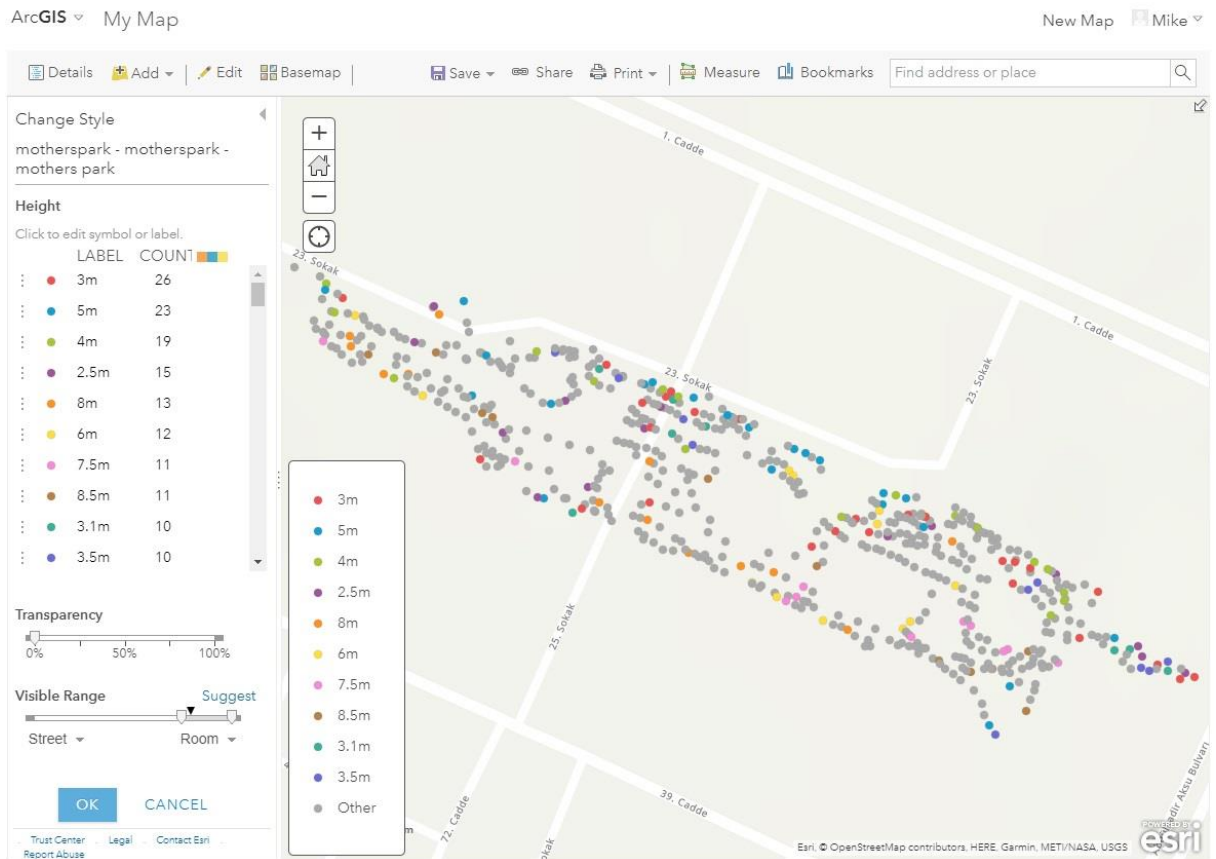 ArcGIS My Map New Map Mike
Details Add Edit Basemap Save Share Print Measure Bookmarks Find address or place
Change Style
motherspark - motherspark -
mothers park
Height
Click to edit symbol or label.
LABEL COUNT
3m 26
5m 23
4m 19
2.5m 15
8m 13
6m 12
7.5m 11
8.5m 11
3.1m 10
3.5m 10
Transparency
0% 50% 100%
Visible Range Suggest
Street Room
OK CANCEL
Trust Center Legal Contact Esri
Report Abuse
3m
5m
4m
2.5m
8m
6m
7.5m
8.5m
3.1m
3.5m
Other
1. Cadde
23. Sokak
1. Cadde
23. Sokak
23. Sokak
25. Sokak
39. Cadde
72. Cadde
Aksu Bulvarı
POWERED BY
esri
Esri, © OpenStreetMap contributors, HERE, Garmin, METI/NASA, USGS